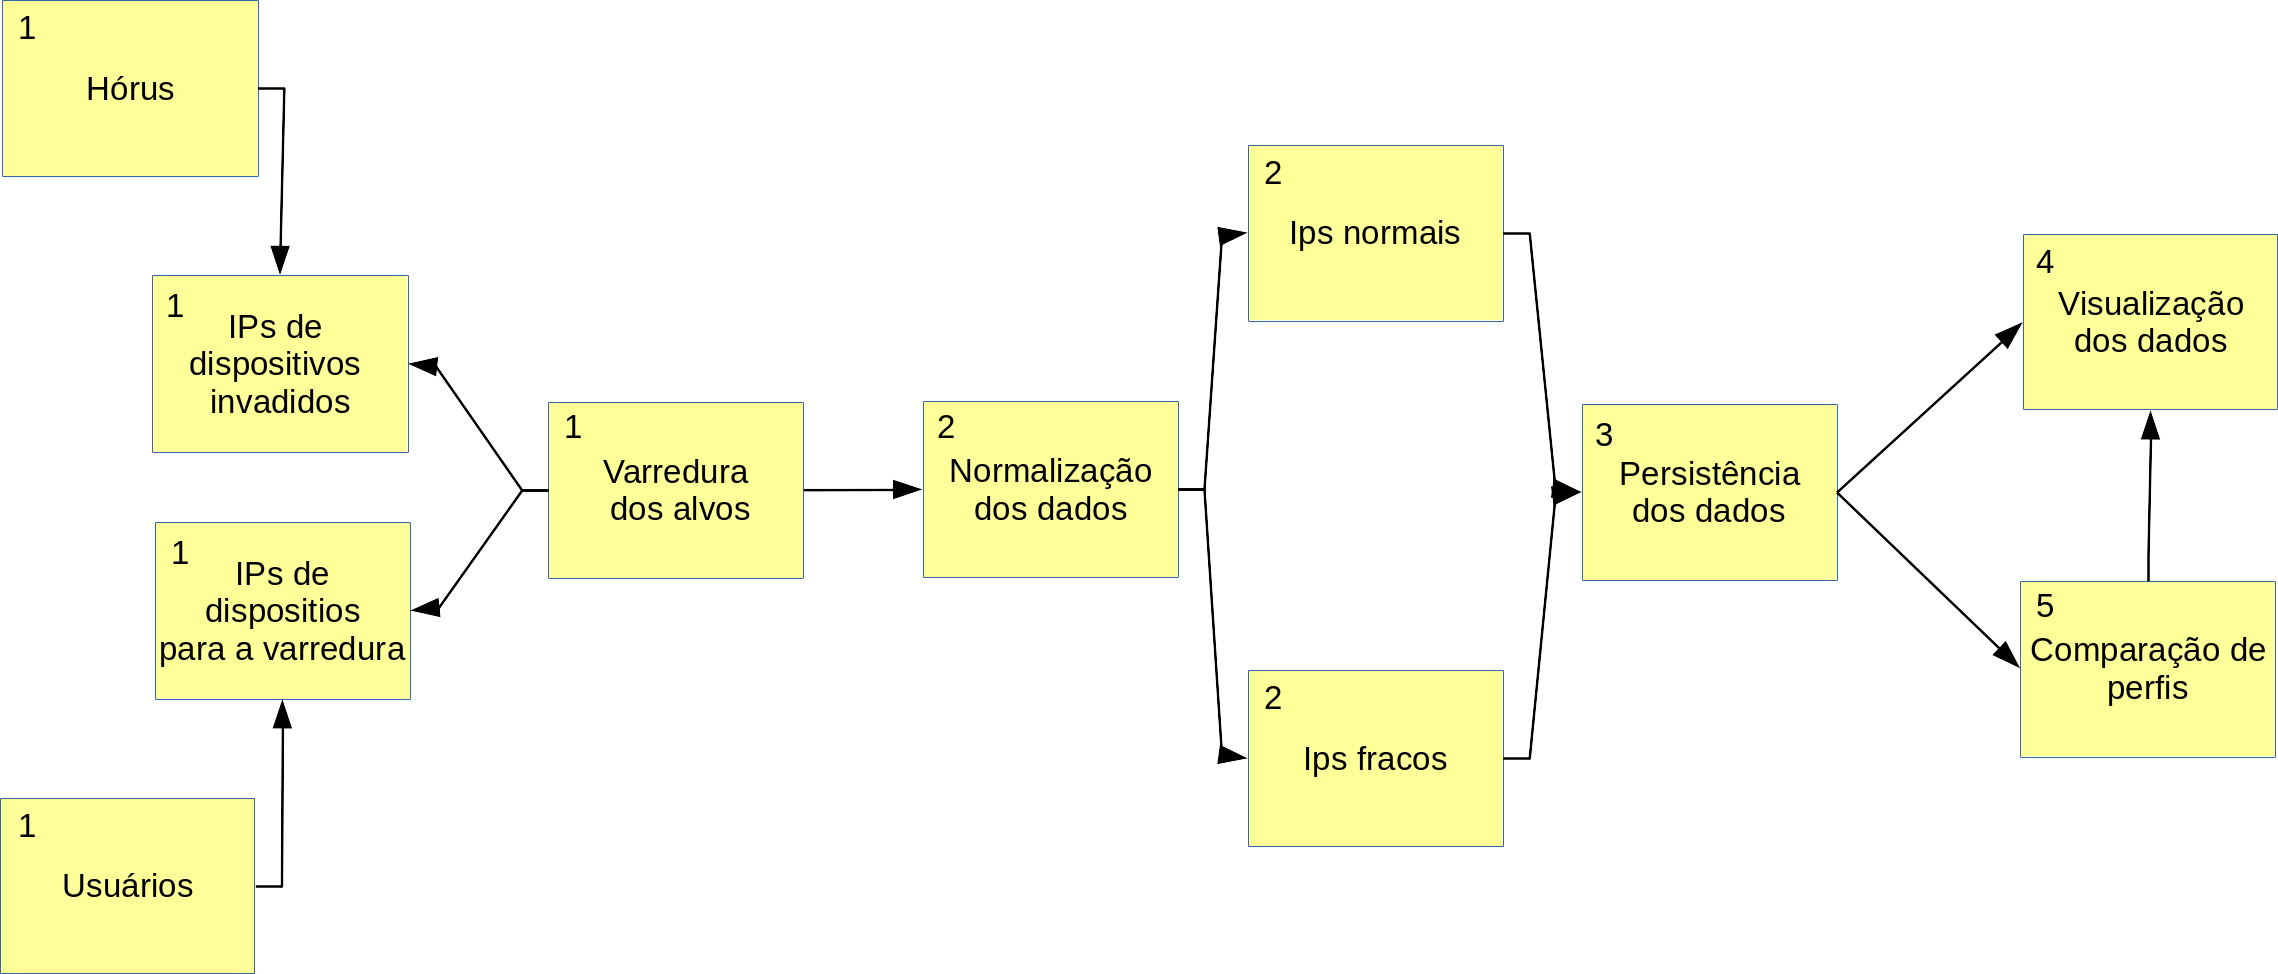 1
Hórus
1
IPs de
dispositivos
invadidos
1
IPs de
dispositios
para a varredura
1
Usuários
1
Varredura
dos alvos
2
Normalização
dos dados
2
Ips normais
2
Ips fracos
3
Persistência
dos dados
4
Visualização
dos dados
5
Comparação de
perfis